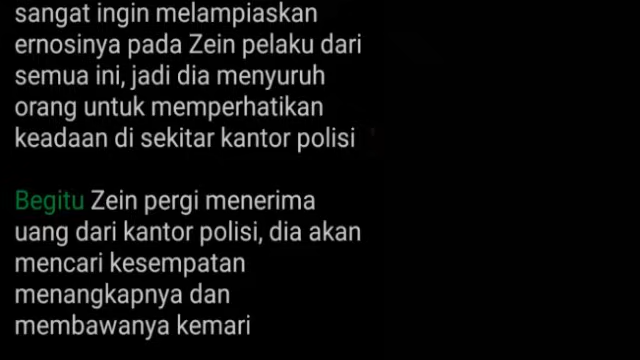 sangat ingin melampiaskan
ernosinya pada Zein pelaku dari
semua ini, jadi dia menyuruh
orang untuk memperhatikan
keadaan di sekitar kantor polisi
Begitu Zein pergi menerima
uang dari kantor polisi, dia akan
mencari kesempatan
menangkapnya dan
membawanya kemari